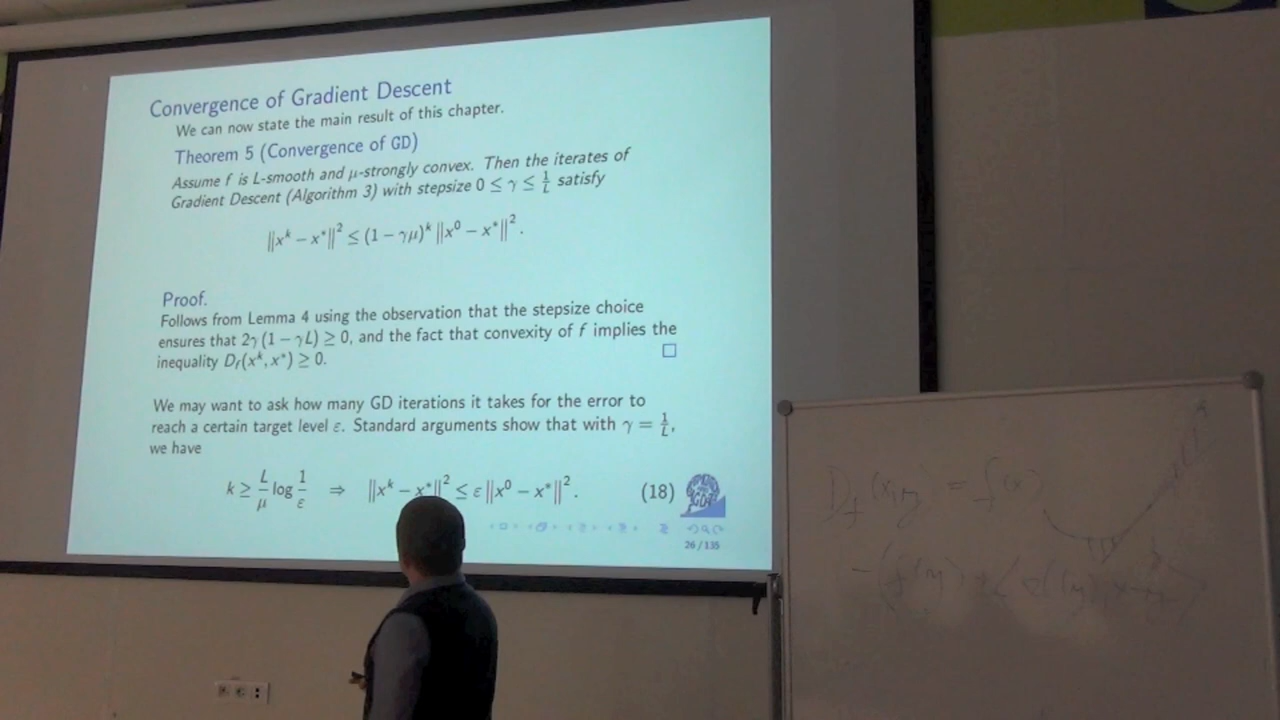 Convergence of Gradient Descent
We can now state the main result of this chapter.
Theorem 5 (Convergence of GD)
Assume f is L-smooth and μ-strongly convex. Then the iterates of
Gradient Descent (Algorithm 3) with stepsize 0 ≤ γ ≤ 1/L satisfy
‖x^k − x*‖² ≤ (1 − γμ)^k ‖x^0 − x*‖².
Proof.
Follows from Lemma 4 using the observation that the stepsize choice
ensures that 2γ (1 − γL) ≥ 0, and the fact that convexity of f implies the
inequality D_f(x^k, x*) ≥ 0.
We may want to ask how many GD iterations it takes for the error to
reach a certain target level ε. Standard arguments show that with γ = 1/L,
we have
k ≥ L/μ log 1/ε ⇒ ‖x^k − x*‖² ≤ ε ‖x^0 − x*‖². (18)
26 / 135
D_f(x,y) = f(x)